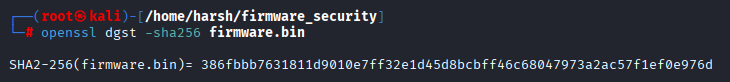 ┌──(root㉿kali)-[/home/harsh/firmware_security]
└─# openssl dgst -sha256 firmware.bin
SHA2-256(firmware.bin)= 386fbbb7631811d9010e7ff32e1d45d8bcbff46c68047973a2ac57f1ef0e976d